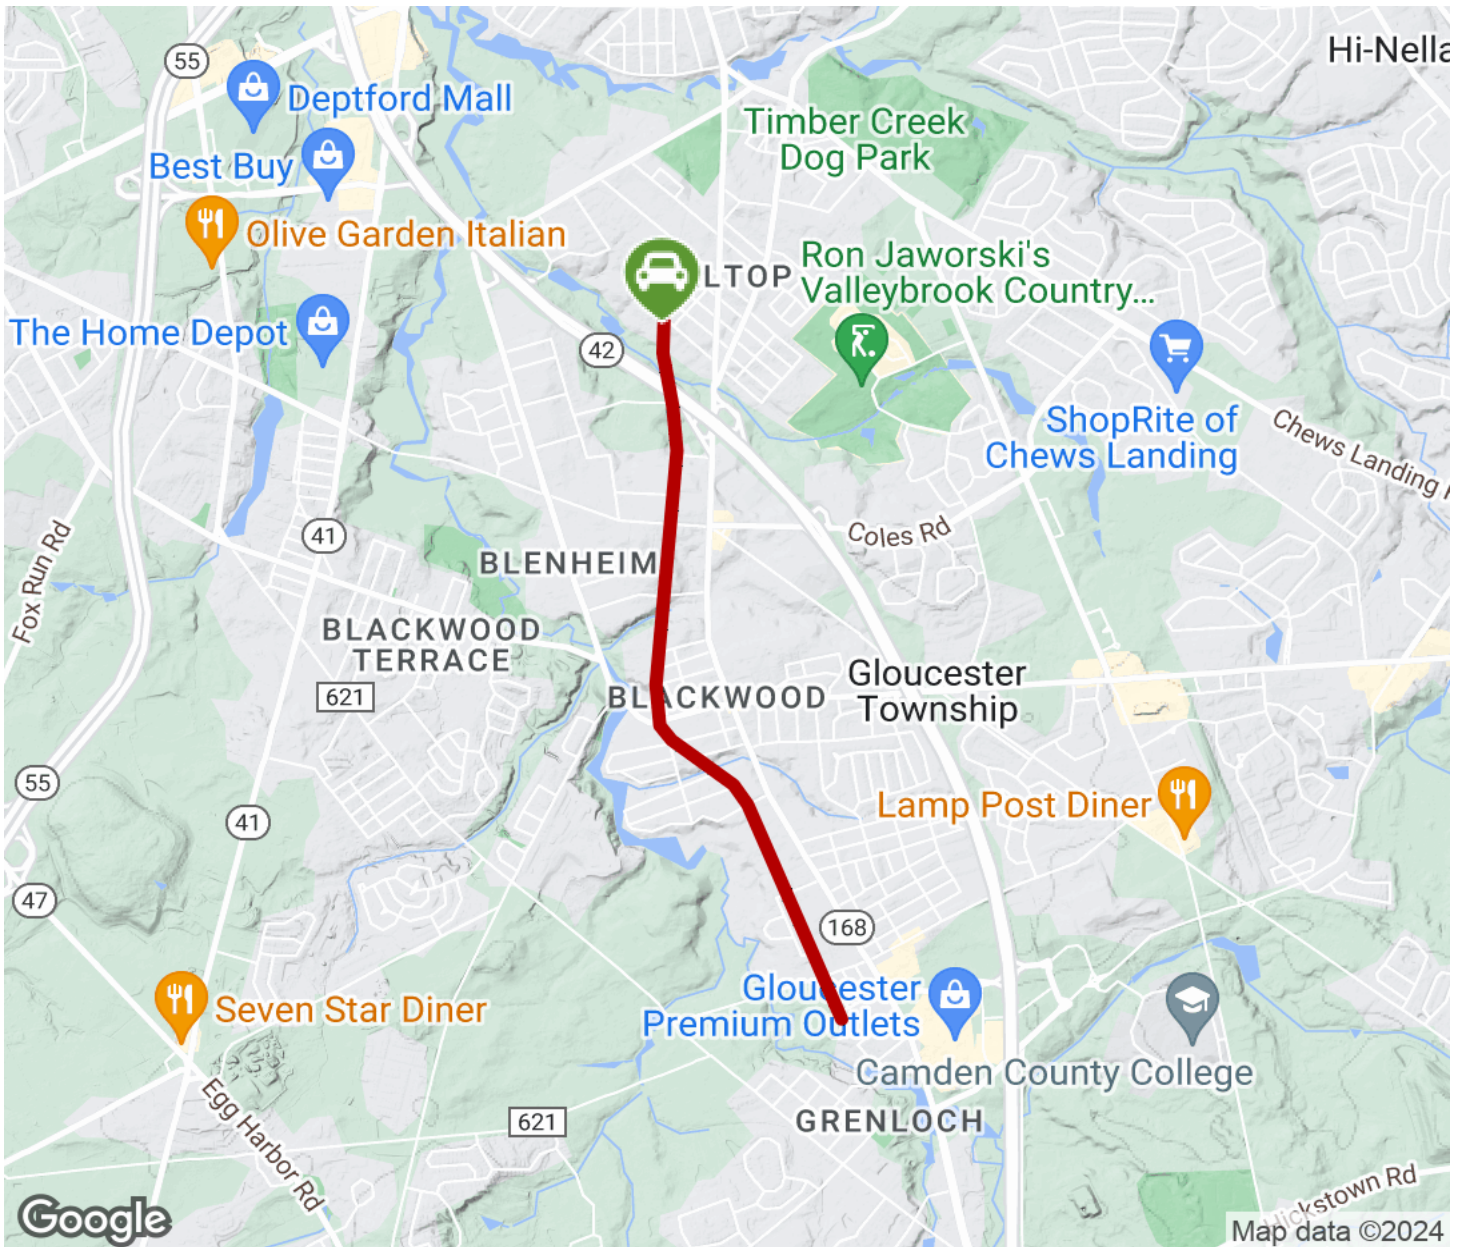 55
Hi-Nella
Deptford Mall
Timber Creek
Dog Park
Best Buy
Olive Garden Italian
LTOP
Ron Jaworski's
Valleybrook Country...
The Home Depot
42
ShopRite of
Chews Landing
Chews Landing
41
Coles Rd
Fox Run Rd
BLENHEIM
BLACKWOOD
TERRACE
621
BLACKWOOD
Gloucester
Township
55
41
Lamp Post Diner
47
168
Gloucester
Premium Outlets
Seven Star Diner
Camden County College
Egg Harbor Rd
621
GRENLOCH
Hickstown Rd
Google
Map data ©2024